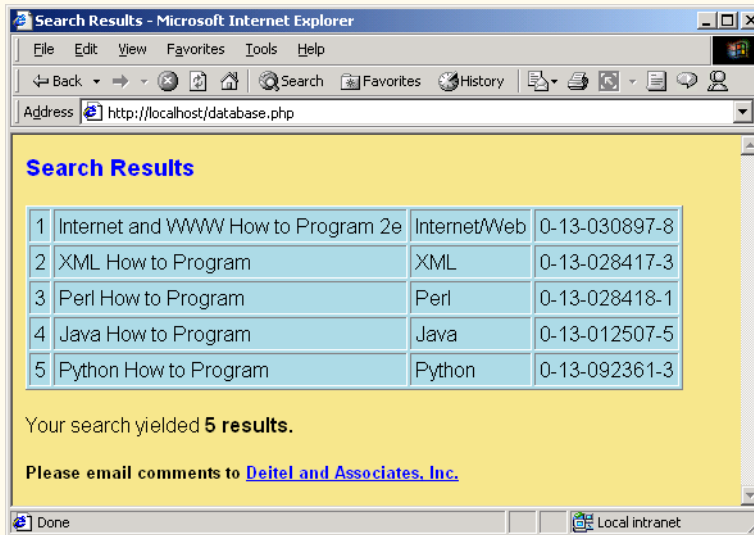 Search Results - Microsoft Internet Explorer
File Edit View Favorites Tools Help
Back Search Favorites History
Address http://localhost/database.php
Search Results
1 Internet and WWW How to Program 2e Internet/Web 0-13-030897-8
2 XML How to Program XML 0-13-028417-3
3 Perl How to Program Perl 0-13-028418-1
4 Java How to Program Java 0-13-012507-5
5 Python How to Program Python 0-13-092361-3
Your search yielded 5 results.
Please email comments to Deitel and Associates, Inc.
Done Local intranet